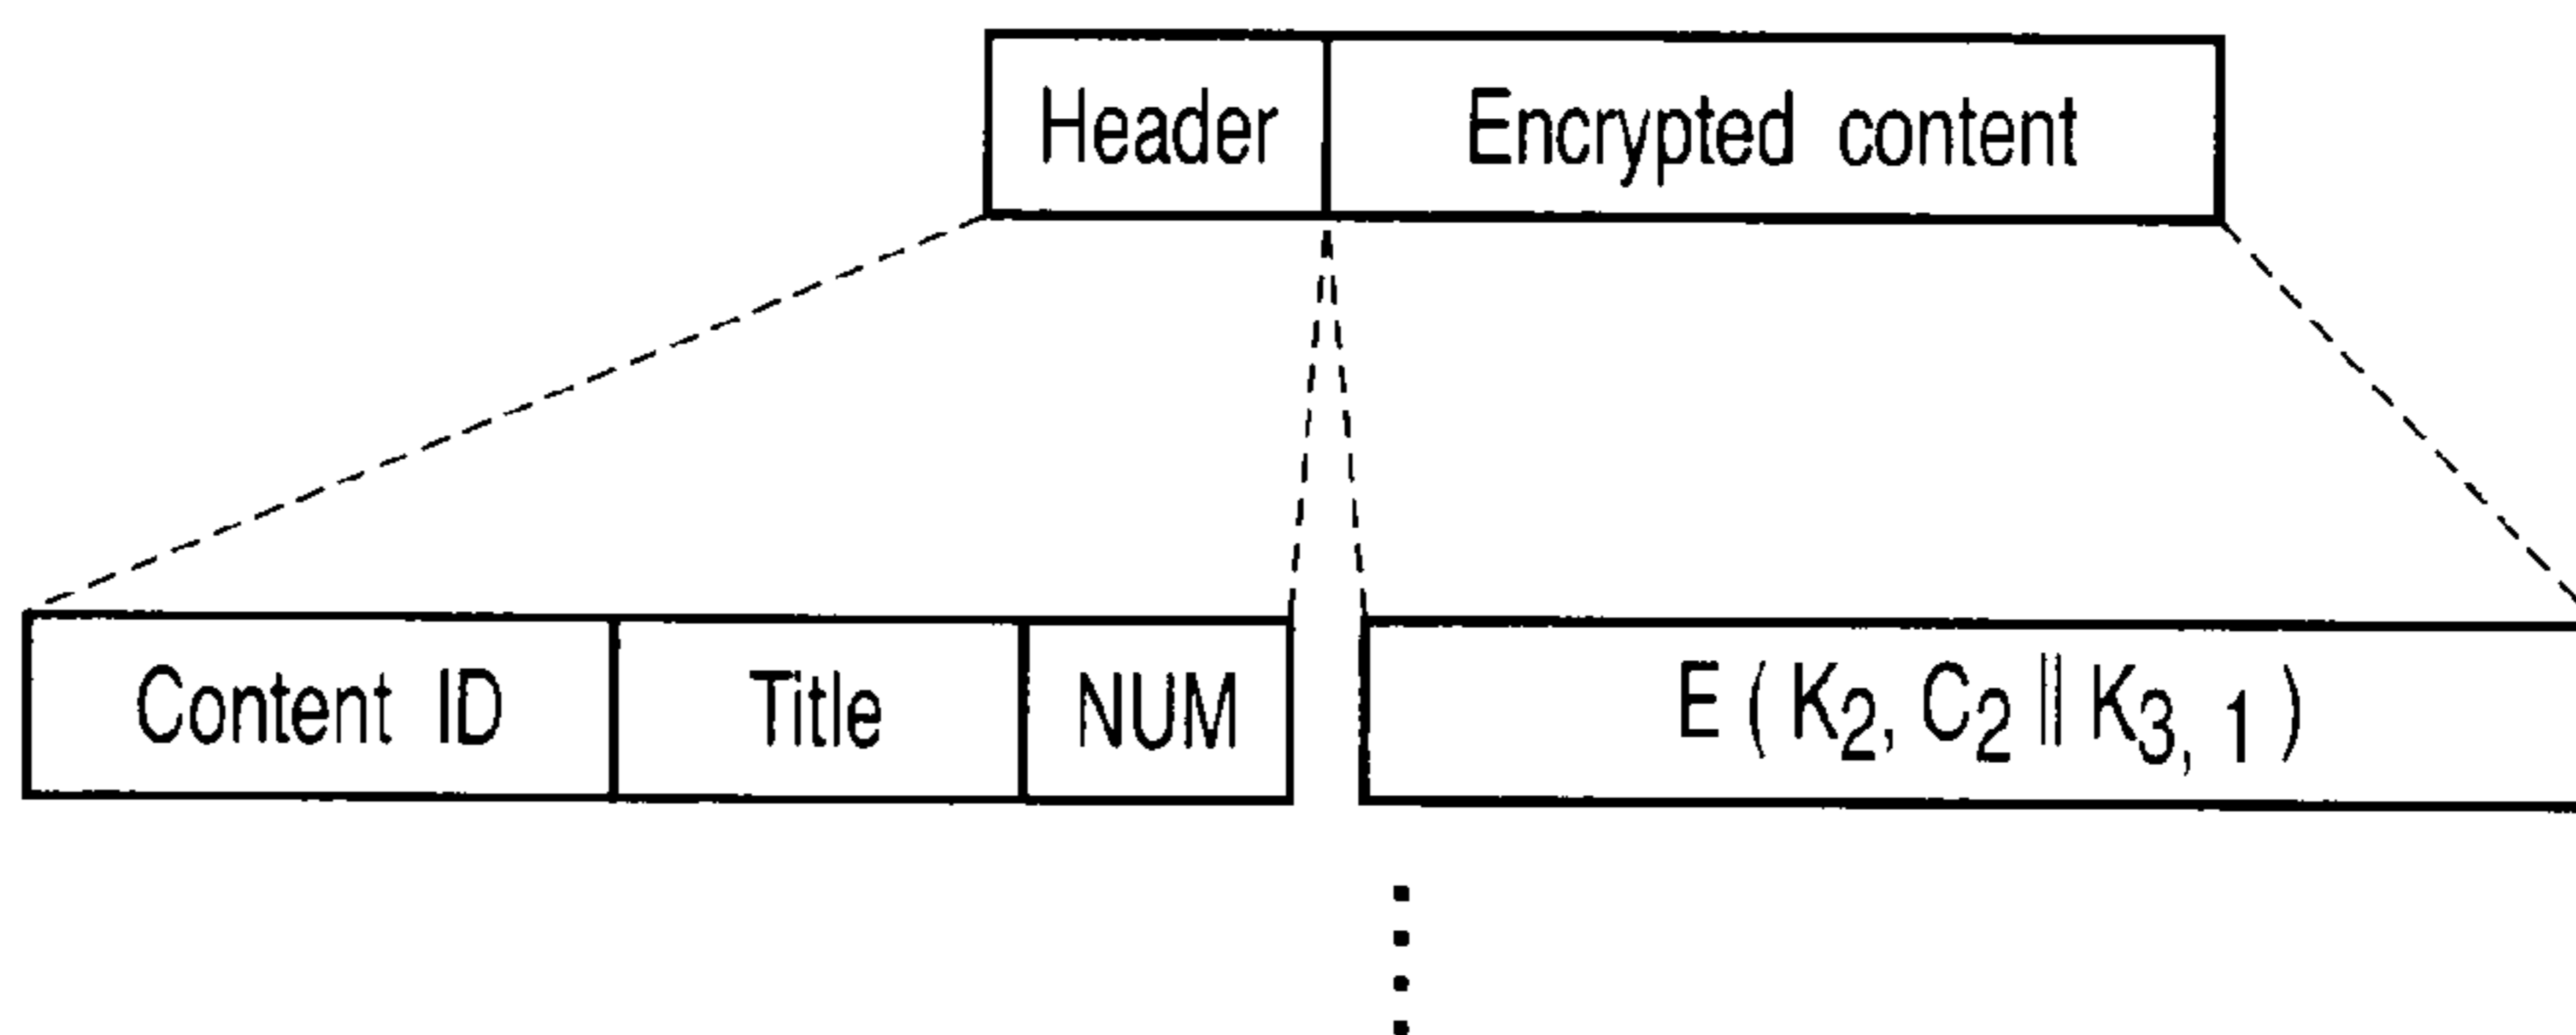 Header Encrypted content
Content ID Title NUM E ( K2, C2 || K3, 1 )